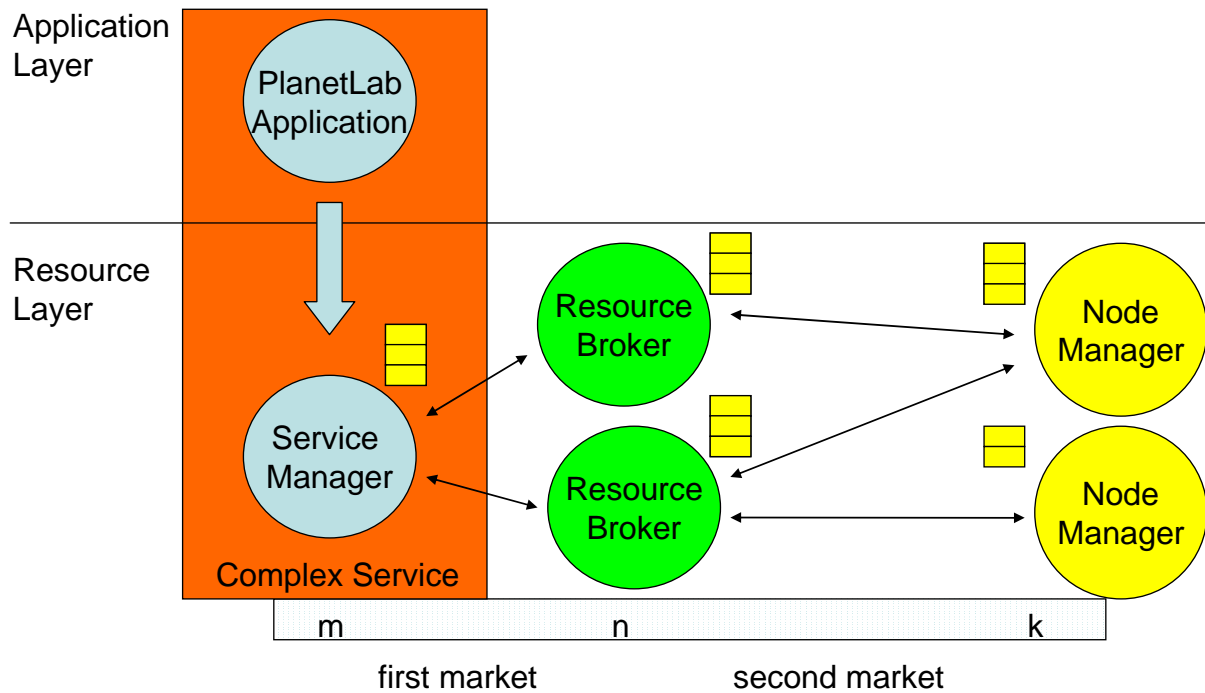 Application
Layer
PlanetLab
Application
Resource
Layer
Resource
Broker
Node
Manager
Service
Manager
Resource
Broker
Node
Manager
Complex Service
m n k
first market second market